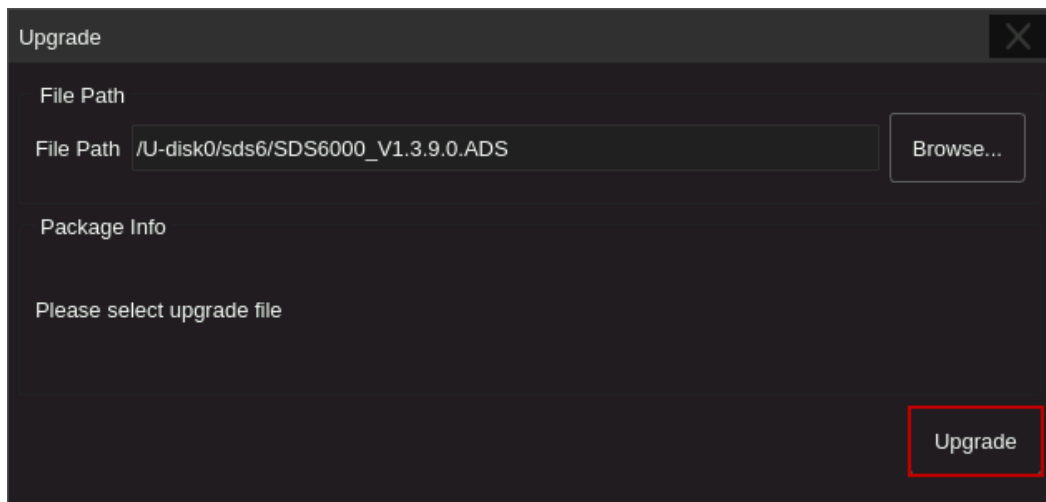 Upgrade
File Path
File Path /U-disk0/sds6/SDS6000_V1.3.9.0.ADS Browse...
Package Info
Please select upgrade file
Upgrade